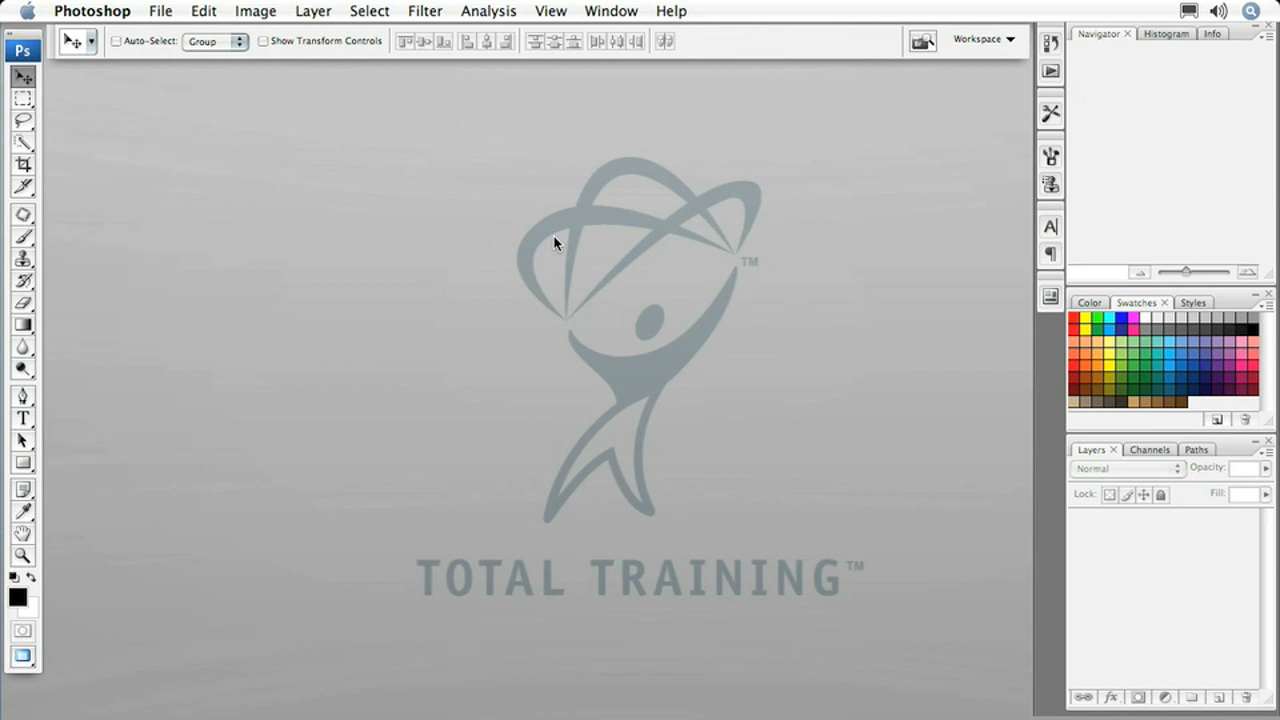 Photoshop File Edit Image Layer Select Filter Analysis View Window Help
Auto-Select: Group Show Transform Controls Workspace
Ps
Navigator Histogram Info
TM
Color Swatches Styles
Layers Channels Paths
Normal Opacity:
Lock: Fill:
TOTAL TRAINING™